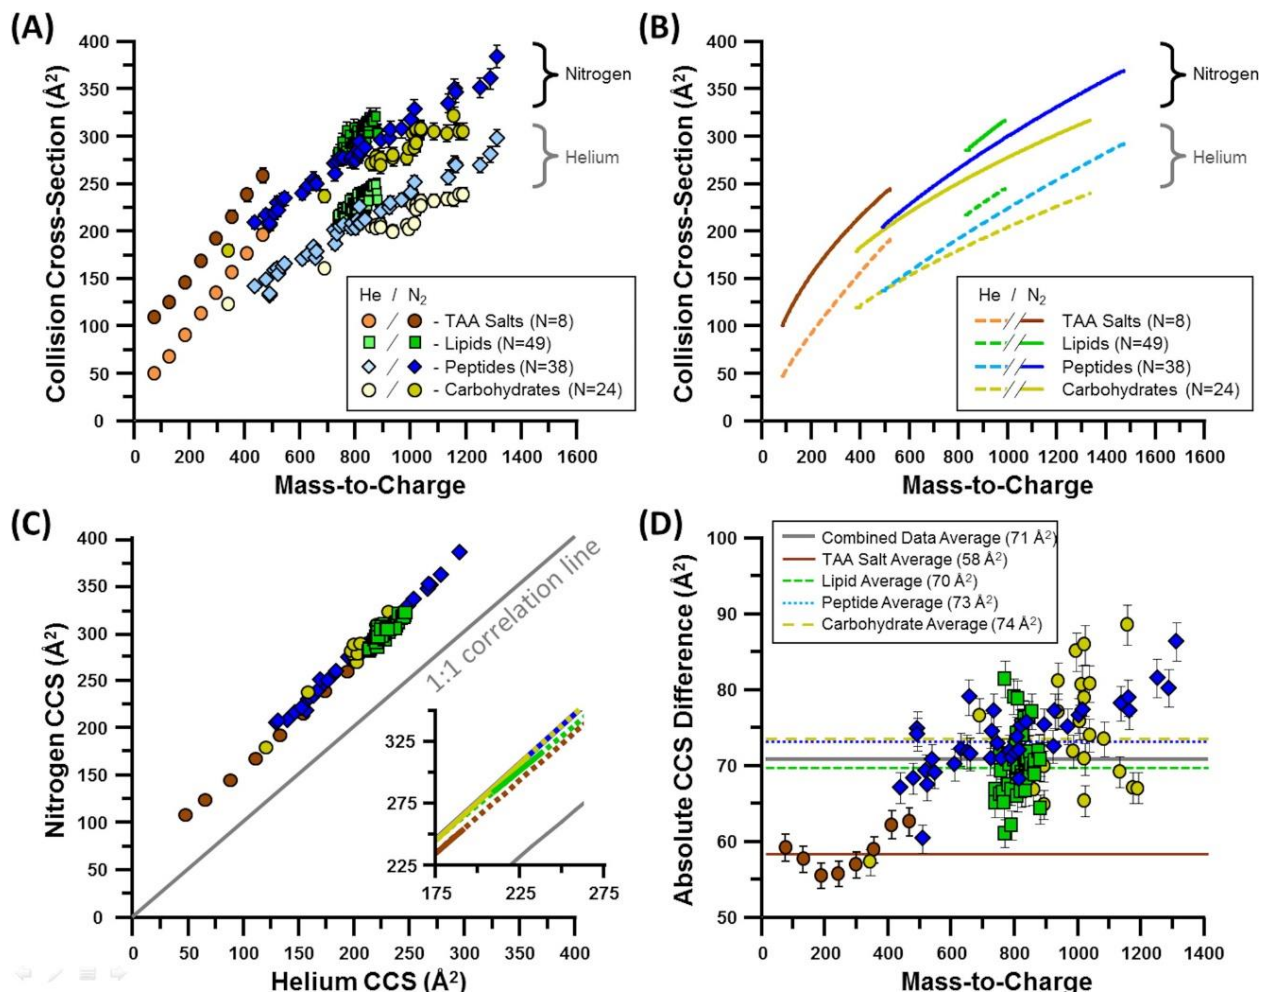 (A)
Collision Cross-Section (Å²)
400
350
300
250
200
150
100
50
0
Nitrogen
Helium
He / N₂
/ - TAA Salts (N=8)
/ - Lipids (N=49)
/ - Peptides (N=38)
/ - Carbohydrates (N=24)
0 200 400 600 800 1000 1200 1400 1600
Mass-to-Charge
(B)
Collision Cross-Section (Å²)
400
350
300
250
200
150
100
50
0
Nitrogen
Helium
He / N₂
TAA Salts (N=8)
Lipids (N=49)
Peptides (N=38)
Carbohydrates (N=24)
0 200 400 600 800 1000 1200 1400 1600
Mass-to-Charge
(C)
Nitrogen CCS (Å²)
400
350
300
250
200
150
100
50
0
1:1 correlation line
325
275
225
175 225 275
0 50 100 150 200 250 300 350 400
Helium CCS (Å²)
(D)
Absolute CCS Difference (Å²)
100
90
80
70
60
50
Combined Data Average (71 Å²)
TAA Salt Average (58 Å²)
Lipid Average (70 Å²)
Peptide Average (73 Å²)
Carbohydrate Average (74 Å²)
0 200 400 600 800 1000 1200 1400
Mass-to-Charge